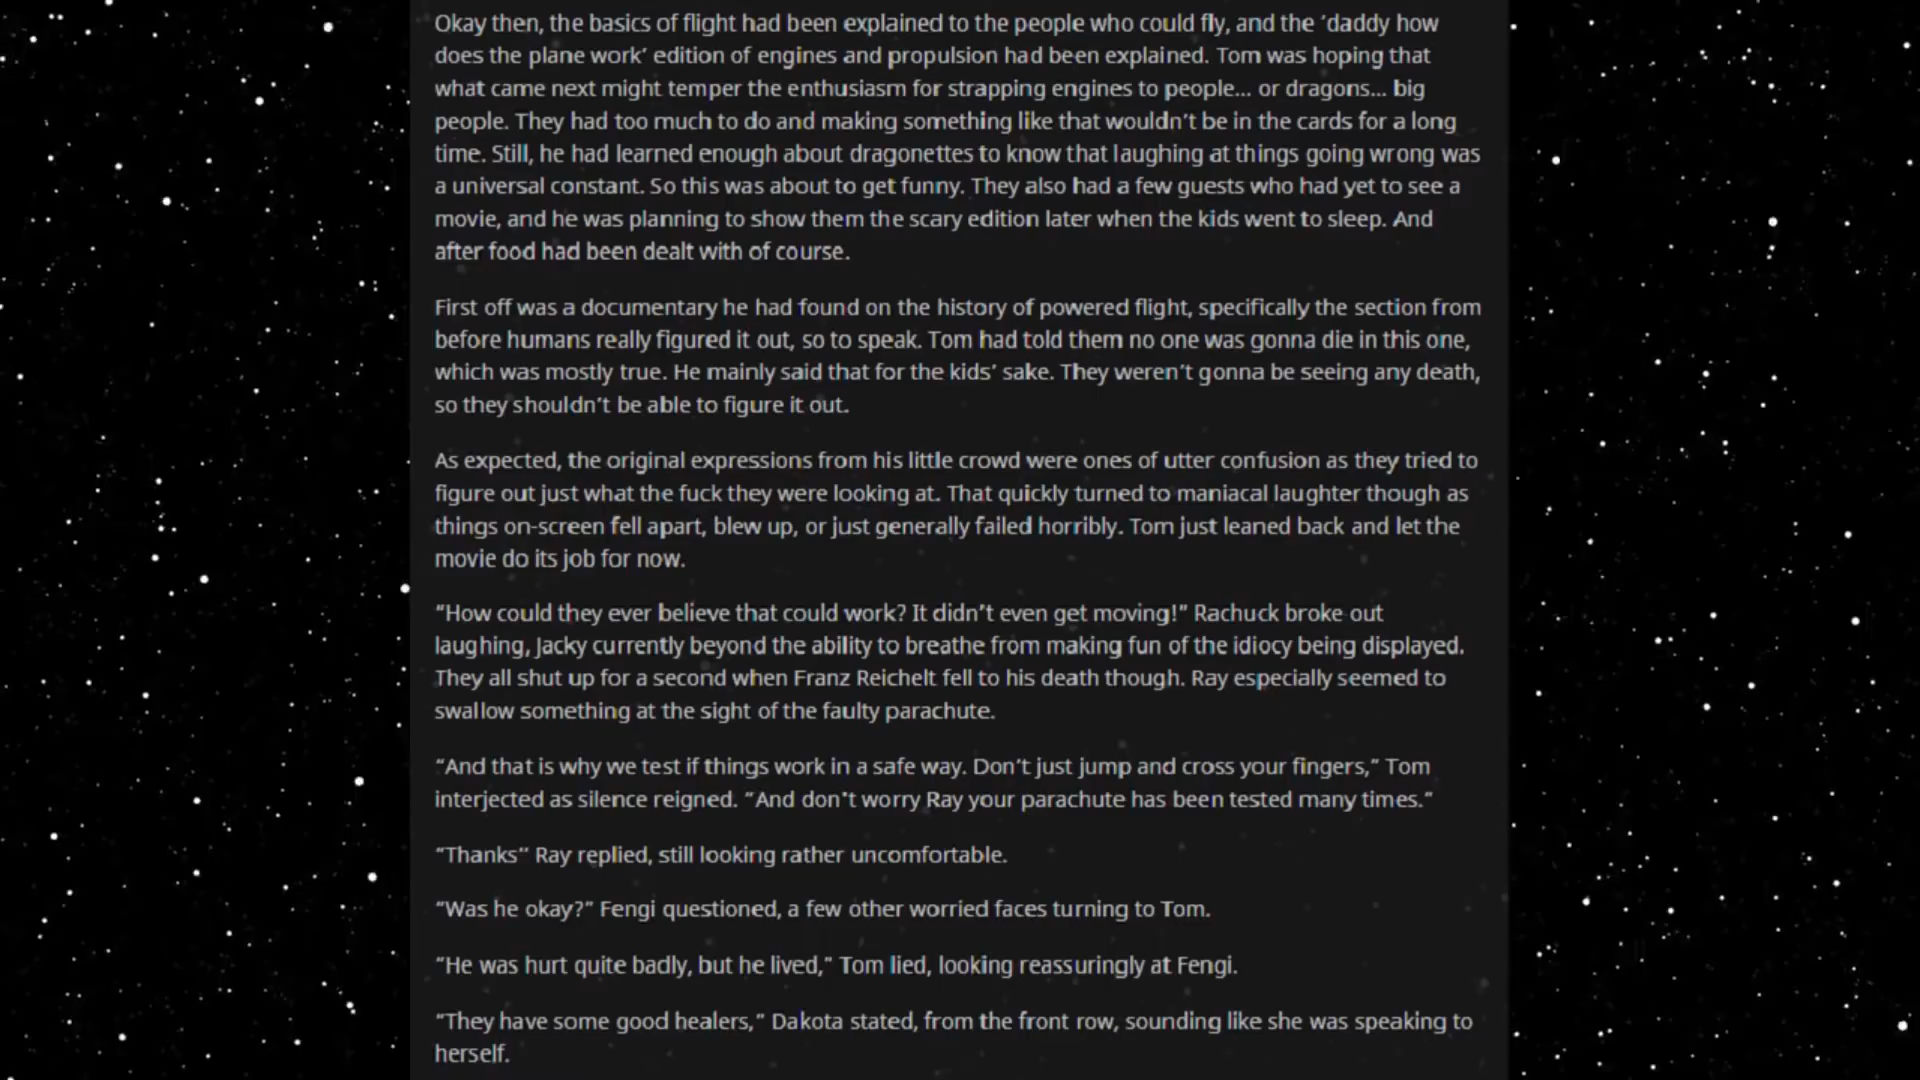 Okay then, the basics of flight had been explained to the people who could fly, and the ‘daddy how
does the plane work’ edition of engines and propulsion had been explained. Tom was hoping that
what came next might temper the enthusiasm for strapping engines to people... or dragons... big
people. They had too much to do and making something like that wouldn’t be in the cards for a long
time. Still, he had learned enough about dragonettes to know that laughing at things going wrong was
a universal constant. So this was about to get funny. They also had a few guests who had yet to see a
movie, and he was planning to show them the scary edition later when the kids went to sleep. And
after food had been dealt with of course.
First off was a documentary he had found on the history of powered flight, specifically the section from
before humans really figured it out, so to speak. Tom had told them no one was gonna die in this one,
which was mostly true. He mainly said that for the kids’ sake. They weren’t gonna be seeing any death,
so they shouldn’t be able to figure it out.
As expected, the original expressions from his little crowd were ones of utter confusion as they tried to
figure out just what the fuck they were looking at. That quickly turned to maniacal laughter though as
things on-screen fell apart, blew up, or just generally failed horribly. Tom just leaned back and let the
movie do its job for now.
“How could they ever believe that could work? It didn’t even get moving!” Rachuck broke out
laughing, Jacky currently beyond the ability to breathe from making fun of the idiocy being displayed.
They all shut up for a second when Franz Reichelt fell to his death though. Ray especially seemed to
swallow something at the sight of the faulty parachute.
“And that is why we test if things work in a safe way. Don’t just jump and cross your fingers,” Tom
interjected as silence reigned. “And don’t worry Ray your parachute has been tested many times.”
“Thanks” Ray replied, still looking rather uncomfortable.
“Was he okay?” Fengi questioned, a few other worried faces turning to Tom.
“He was hurt quite badly, but he lived,” Tom lied, looking reassuringly at Fengi.
“They have some good healers,” Dakota stated, from the front row, sounding like she was speaking to
herself.